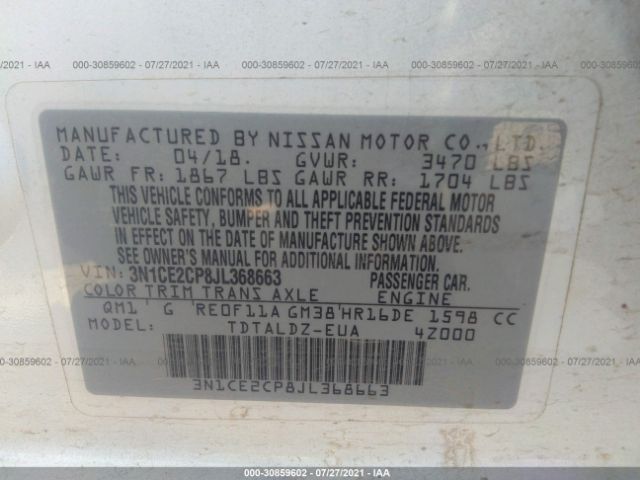 000-30859602 - 07/27/2021 - IAA
MANUFACTURED BY NISSAN MOTOR CO., LTD.
DATE: 04/18. GVWR: 3470 LBS
GAWR FR: 1867 LBS GAWR RR: 1704 LBS
THIS VEHICLE CONFORMS TO ALL APPLICABLE FEDERAL MOTOR
VEHICLE SAFETY, BUMPER AND THEFT PREVENTION STANDARDS
IN EFFECT ON THE DATE OF MANUFACTURE SHOWN ABOVE.
SEE OWNER'S MANUAL FOR ADDITIONAL INFORMATION.
VIN: 3N1CE2CP8JL368663 PASSENGER CAR.
COLOR TRIM TRANS AXLE ENGINE
QM1' G 'RE0F11A GM38'HR16DE 1598 CC
MODEL: TDTALDZ-EUA 4Z000
3N1CE2CP8JL368663
000-30859602 - 07/27/2021 - IAA